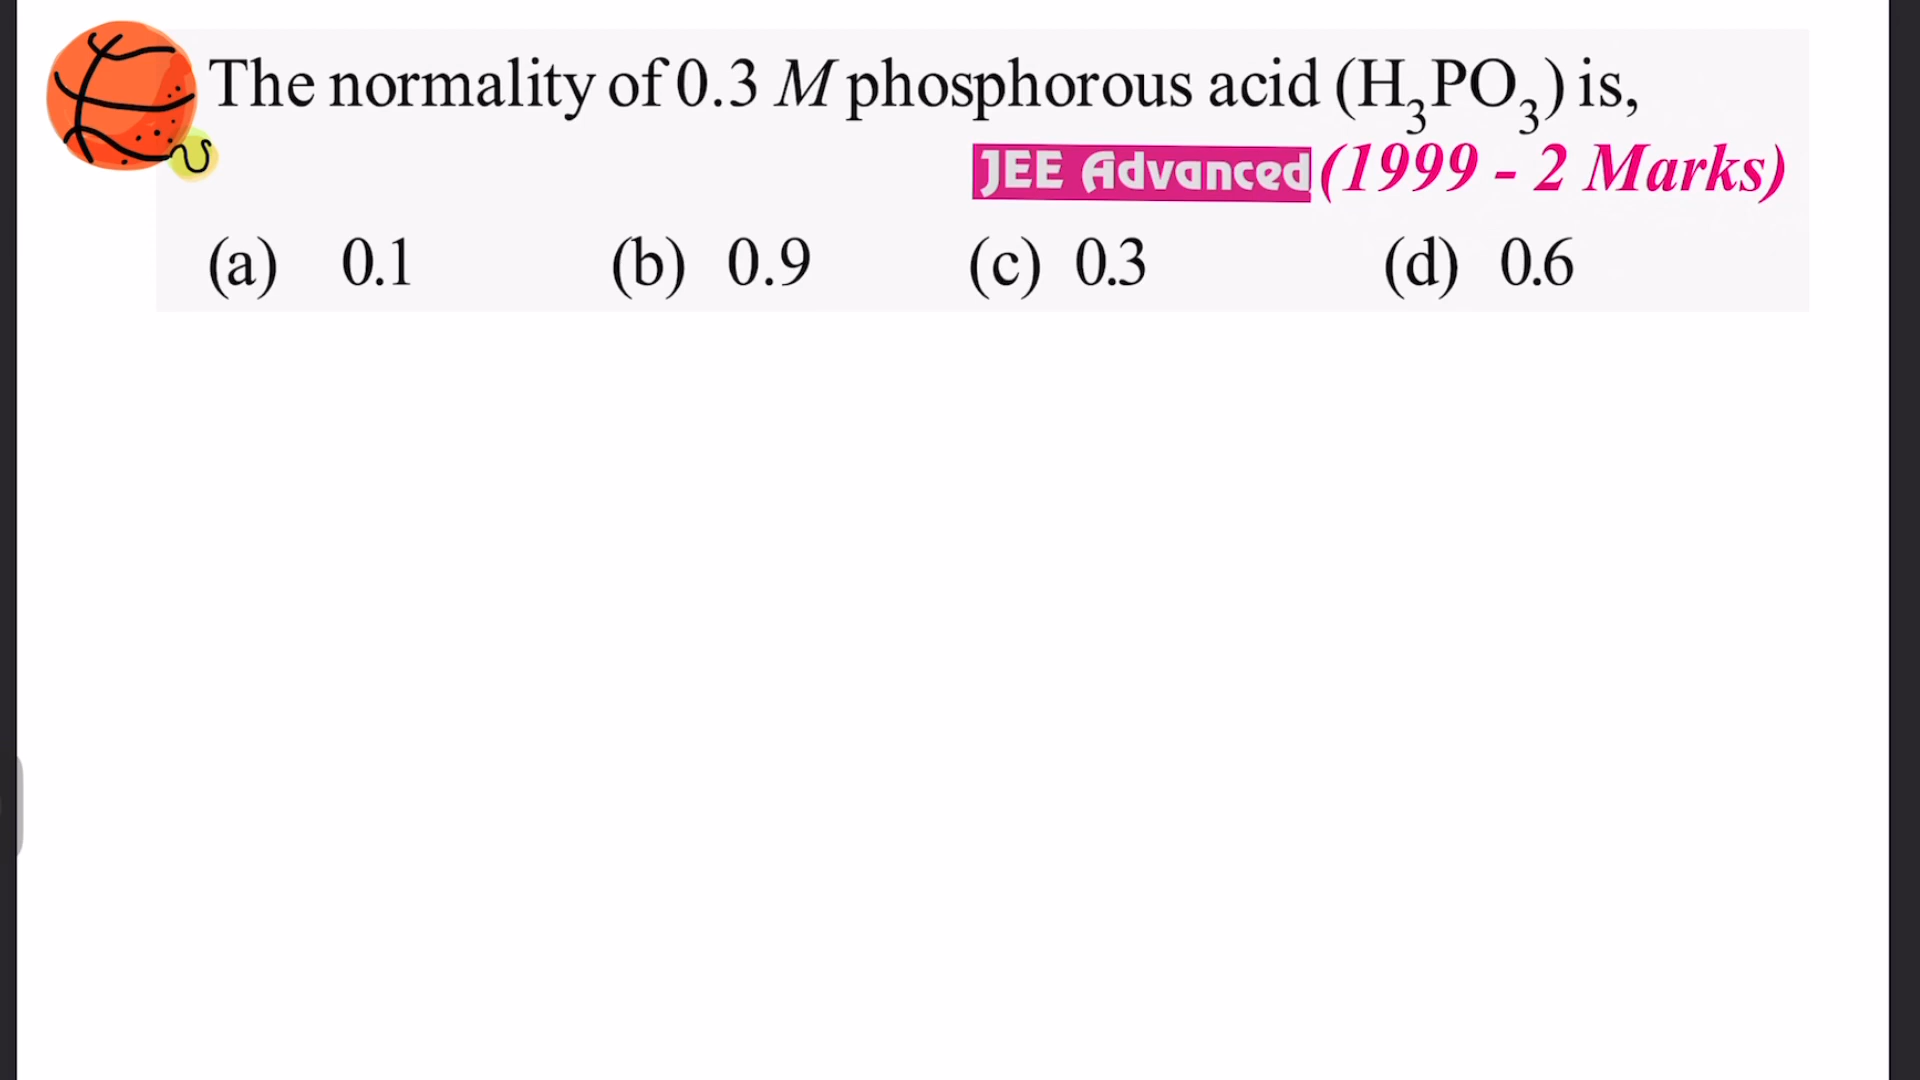 The normality of 0.3 M phosphorous acid (H₃PO₃) is,
JEE Advanced (1999 - 2 Marks)
(a) 0.1 (b) 0.9 (c) 0.3 (d) 0.6